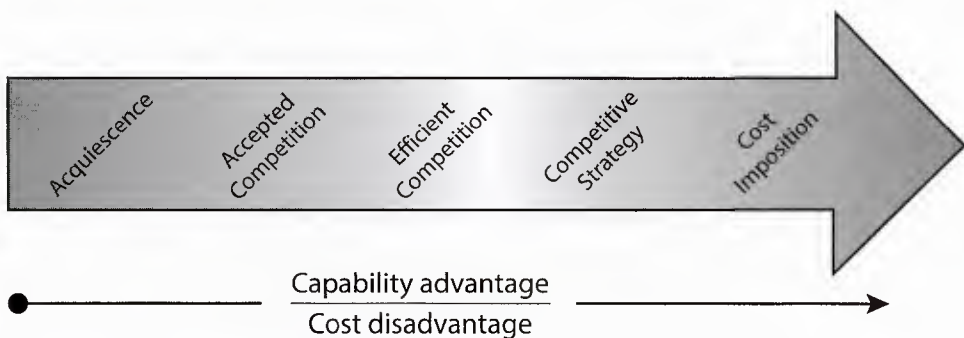 Acquiescence
Accepted
Competition
Efficient
Competition
Competitive
Strategy
Cost
Imposition
Capability advantage
Cost disadvantage